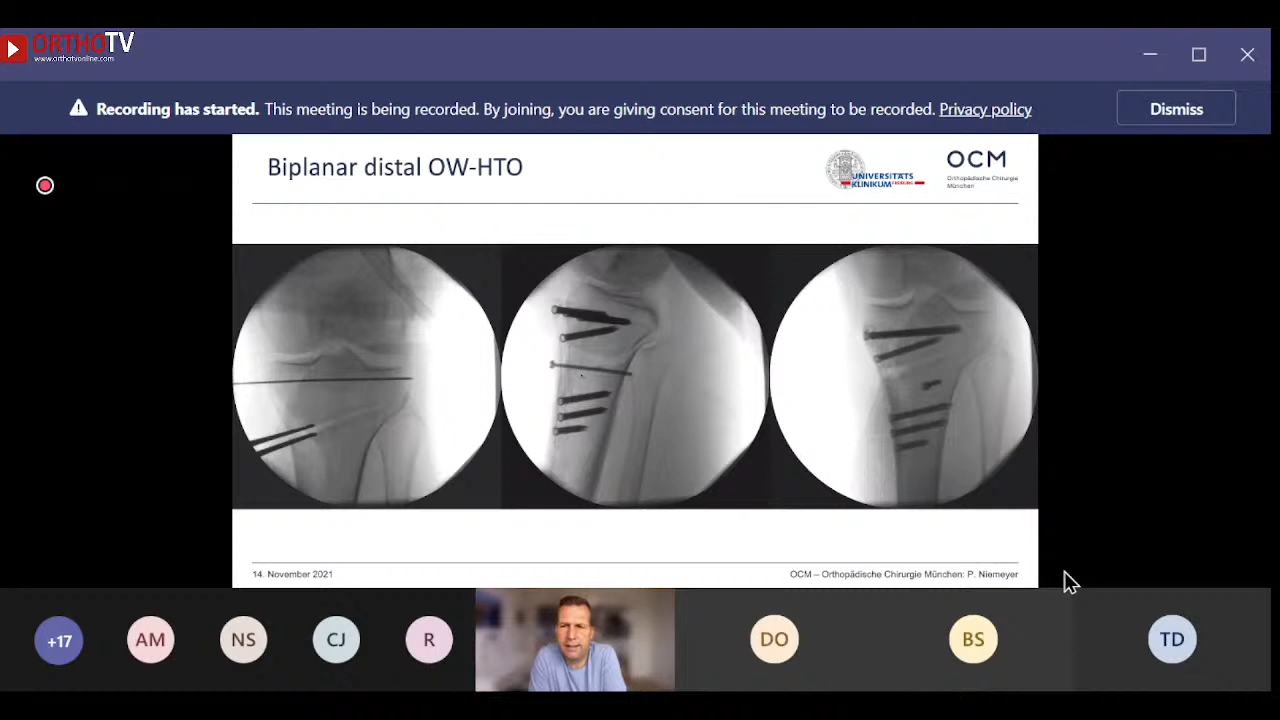 ORTHOTV
www.orthotvonline.com
Recording has started. This meeting is being recorded. By joining, you are giving consent for this meeting to be recorded. Privacy policy
Dismiss
Biplanar distal OW-HTO
UNIVERSITÄTS
KLINIKUM FREIBURG
OCM
Orthopädische Chirurgie
München
14. November 2021
OCM – Orthopädische Chirurgie München: P. Niemeyer
+17
AM
NS
CJ
R
DO
BS
TD